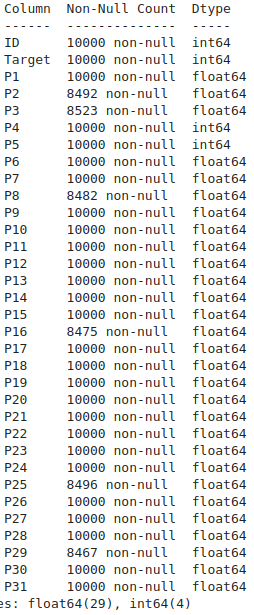 Column  Non-Null Count  Dtype
------  --------------  -----
ID      10000 non-null  int64
Target  10000 non-null  int64
P1      10000 non-null  float64
P2      8492 non-null   float64
P3      8523 non-null   float64
P4      10000 non-null  int64
P5      10000 non-null  int64
P6      10000 non-null  float64
P7      10000 non-null  float64
P8      8482 non-null   float64
P9      10000 non-null  float64
P10     10000 non-null  float64
P11     10000 non-null  float64
P12     10000 non-null  float64
P13     10000 non-null  float64
P14     10000 non-null  float64
P15     10000 non-null  float64
P16     8475 non-null   float64
P17     10000 non-null  float64
P18     10000 non-null  float64
P19     10000 non-null  float64
P20     10000 non-null  float64
P21     10000 non-null  float64
P22     10000 non-null  float64
P23     10000 non-null  float64
P24     10000 non-null  float64
P25     8496 non-null   float64
P26     10000 non-null  float64
P27     10000 non-null  float64
P28     10000 non-null  float64
P29     8467 non-null   float64
P30     10000 non-null  float64
P31     10000 non-null  float64
es: float64(29), int64(4)